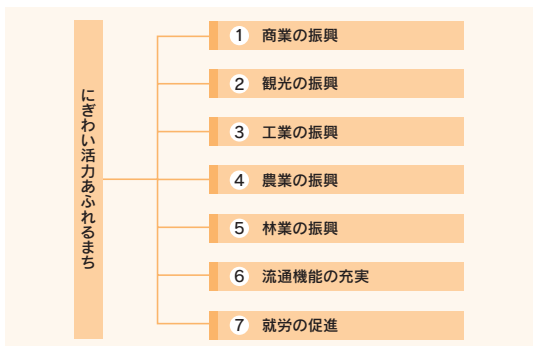 にぎわい活力あふれるまち
1 商業の振興
2 観光の振興
3 工業の振興
4 農業の振興
5 林業の振興
6 流通機能の充実
7 就労の促進